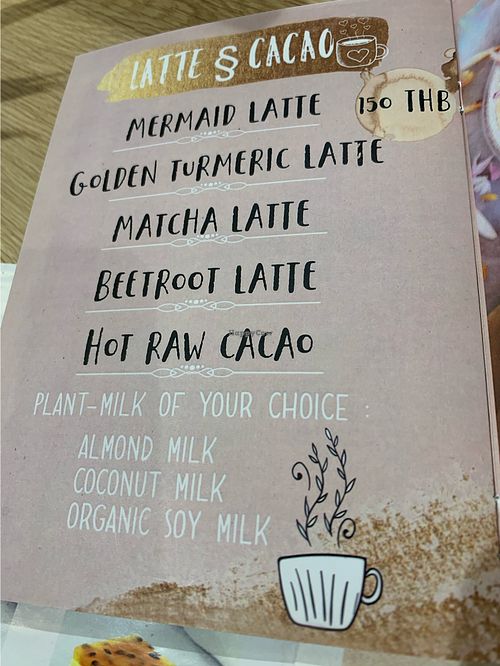 LATTE § CACAO
150 THB
MERMAID LATTE
GOLDEN TURMERIC LATTE
MATCHA LATTE
BEETROOT LATTE
HOT RAW CACAO
PLANT-MILK OF YOUR CHOICE :
ALMOND MILK
COCONUT MILK
ORGANIC SOY MILK